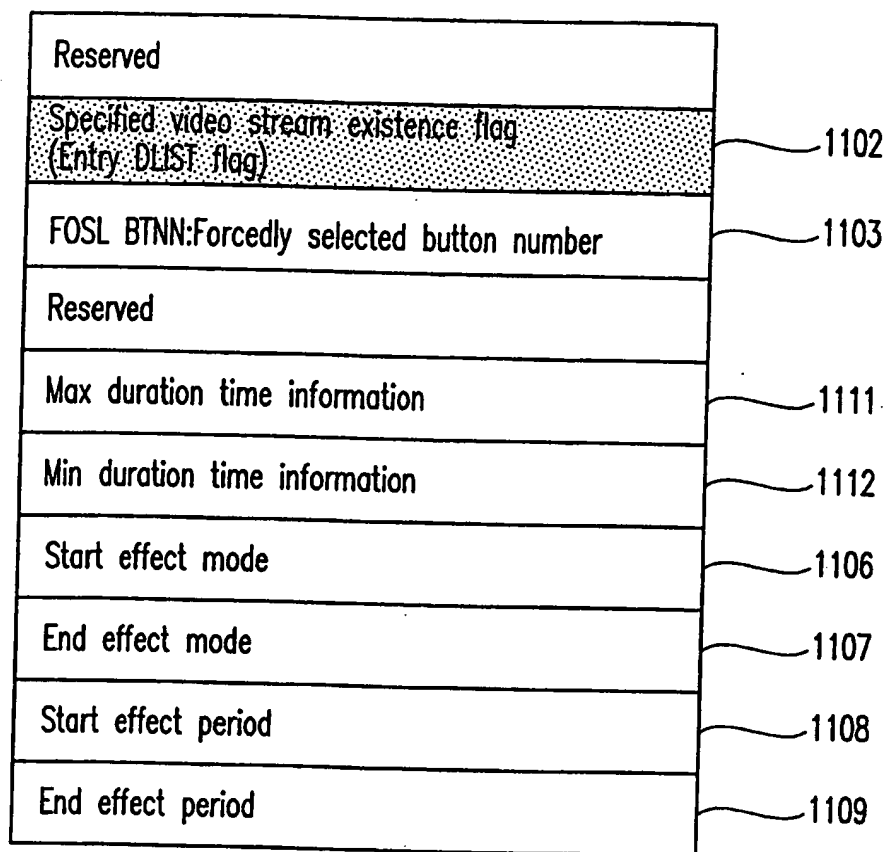 Reserved
Specified video stream existence flag
(Entry DLIST flag)
1102
FOSL BTNN:Forcedly selected button number
1103
Reserved
Max duration time information
1111
Min duration time information
1112
Start effect mode
1106
End effect mode
1107
Start effect period
1108
End effect period
1109